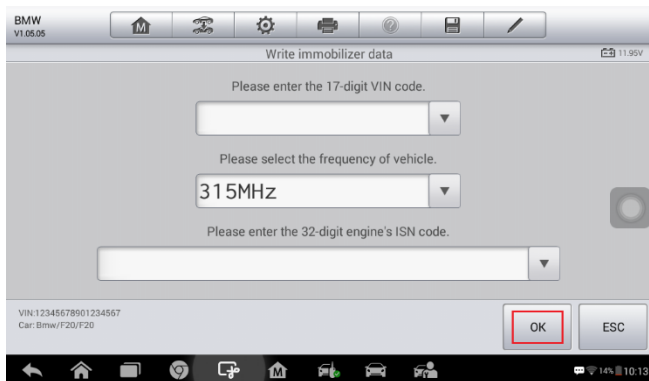 BMW
V1.05.05
Write immobilizer data
11.95V
Please enter the 17-digit VIN code.
Please select the frequency of vehicle.
315MHz
Please enter the 32-digit engine's ISN code.
VIN:12345678901234567
Car: Bmw/F20/F20
OK
ESC
14% 10:13